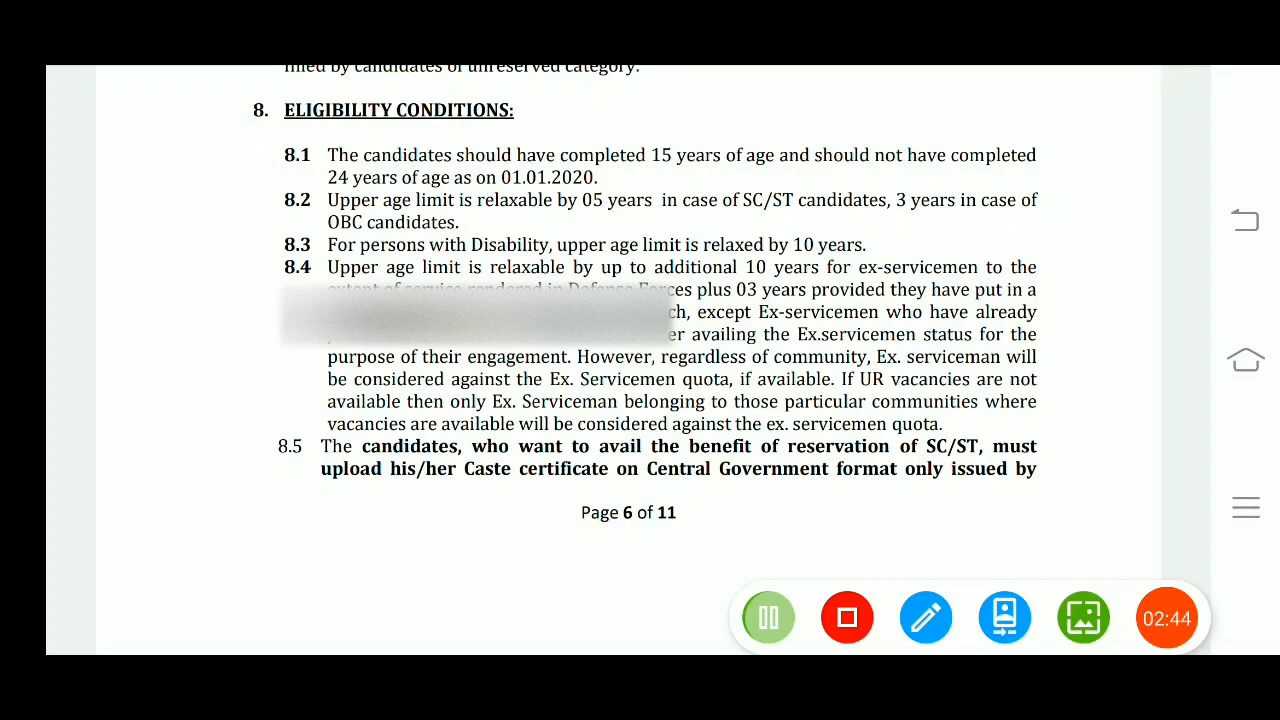 8. ELIGIBILITY CONDITIONS:
8.1 The candidates should have completed 15 years of age and should not have completed
24 years of age as on 01.01.2020.
8.2 Upper age limit is relaxable by 05 years in case of SC/ST candidates, 3 years in case of
OBC candidates.
8.3 For persons with Disability, upper age limit is relaxed by 10 years.
8.4 Upper age limit is relaxable by up to additional 10 years for ex-servicemen to the
plus 03 years provided they have put in a
except Ex-servicemen who have already
availing the Ex.servicemen status for the
purpose of their engagement. However, regardless of community, Ex. serviceman will
be considered against the Ex. Servicemen quota, if available. If UR vacancies are not
available then only Ex. Serviceman belonging to those particular communities where
vacancies are available will be considered against the ex. servicemen quota.
8.5 The candidates, who want to avail the benefit of reservation of SC/ST, must
upload his/her Caste certificate on Central Government format only issued by
Page 6 of 11
02:44